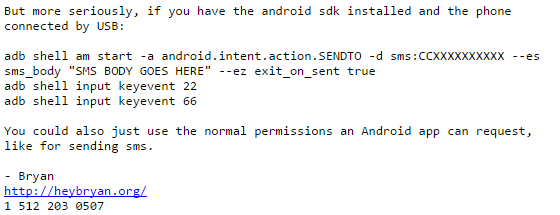 But more seriously, if you have the android sdk installed and the phone
connected by USB:
adb shell am start -a android.intent.action.SENDTO -d sms:CCXXXXXXXXXX --es
sms_body "SMS BODY GOES HERE" --ez exit_on_sent true
adb shell input keyevent 22
adb shell input keyevent 66
You could also just use the normal permissions an Android app can request,
like for sending sms.
- Bryan
http://heybryan.org/
1 512 203 0507